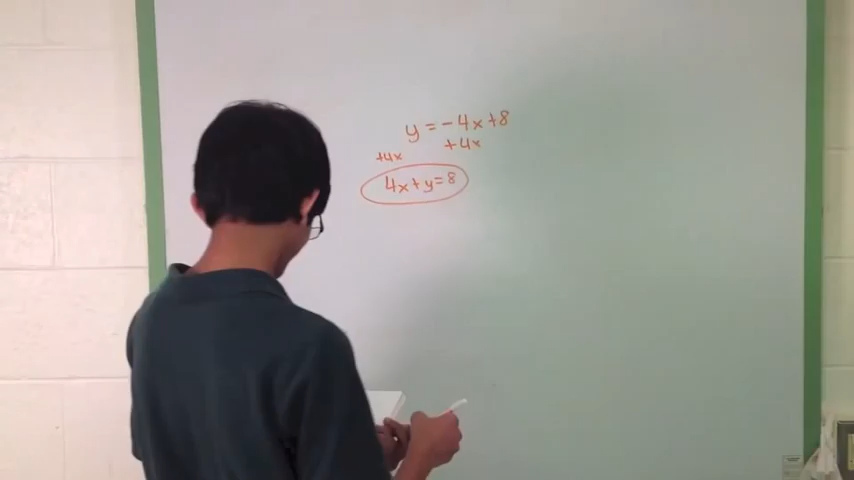 y = -4x+8
+4x +4x
4x+y=8